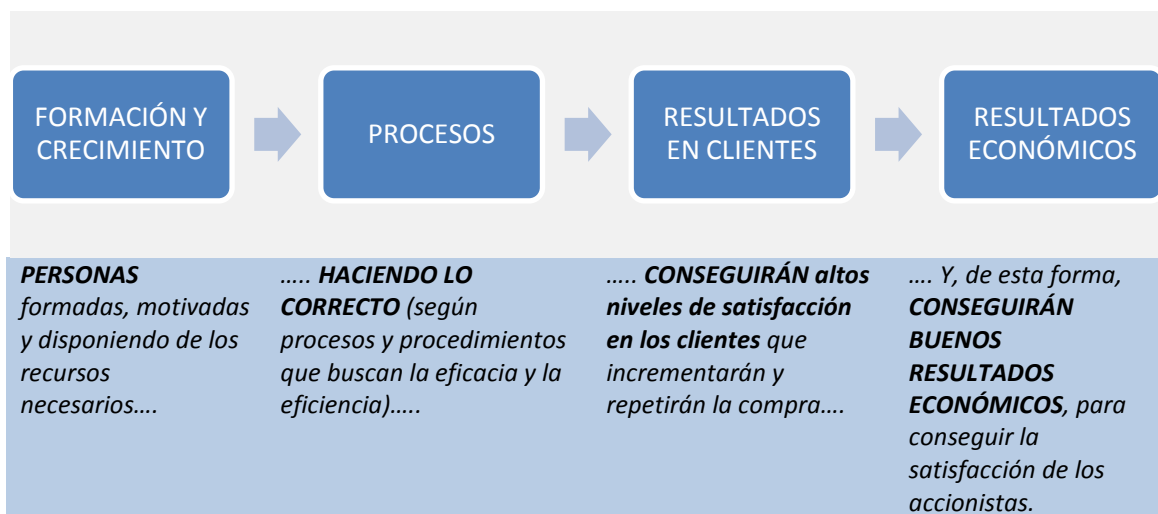 FORMACIÓN Y
CRECIMIENTO
PROCESOS
RESULTADOS
EN CLIENTES
RESULTADOS
ECONÓMICOS
PERSONAS
formadas, motivadas
y disponiendo de los
recursos
necesarios….
….. HACIENDO LO
CORRECTO (según
procesos y procedimientos
que buscan la eficacia y la
eficiencia)…..
….. CONSEGUIRÁN altos
niveles de satisfacción
en los clientes que
incrementarán y
repetirán la compra….
…. Y, de esta forma,
CONSEGUIRÁN
BUENOS
RESULTADOS
ECONÓMICOS, para
conseguir la
satisfacción de los
accionistas.